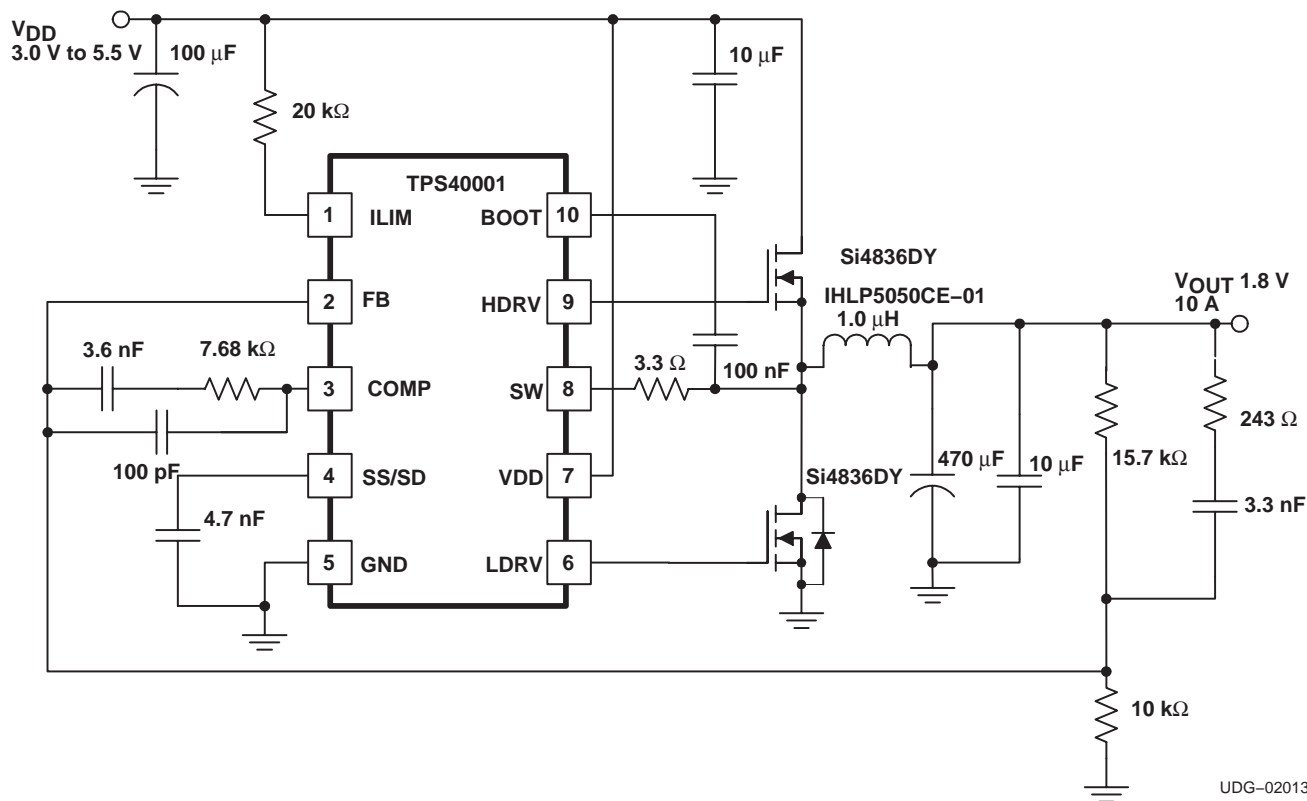 VDD
3.0 V to 5.5 V
100 μF
20 kΩ
10 μF
TPS40001
1
ILIM
BOOT
10
2
FB
HDRV
9
3
COMP
SW
8
4
SS/SD
VDD
7
5
GND
LDRV
6
3.6 nF
7.68 kΩ
100 pF
4.7 nF
3.3 Ω
100 nF
Si4836DY
IHLP5050CE–01
1.0 μH
Si4836DY
VOUT 1.8 V
10 A
470 μF
10 μF
15.7 kΩ
243 Ω
3.3 nF
10 kΩ
UDG–02013